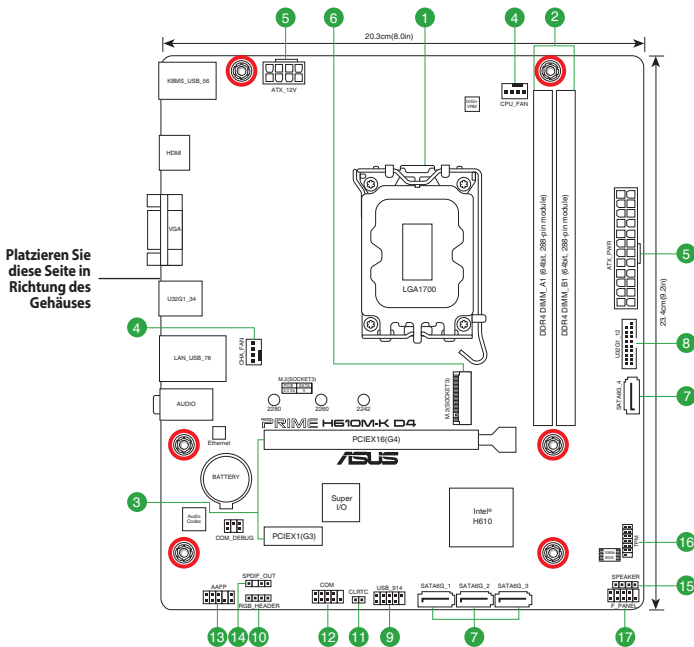 6
1
4
2
5
20.3cm(8.0in)
KBMS_USB_56
ATX_12V
DIGI+
VRM
CPU_FAN
HDMI
VGA
LGA1700
DDR4 DIMM_A1 (64bit, 288-pin module)
DDR4 DIMM_B1 (64bit, 288-pin module)
ATX_PWR
5
23.4cm(9.2in)
Platzieren Sie
diese Seite in
Richtung des
Gehäuses
U32G1_34
4
CHA_FAN
U32G1_12
8
LAN_USB_78
M.2(SOCKET3)
PCIE SATA
2280
2260
2242
M.2(SOCKET3)
SATA6G_4
7
AUDIO
Ethernet
PRIME H610M-K D4
PCIEX16(G4)
ASUS
BATTERY
3
Super
I/O
Intel®
H610
Audio
Codec
COM_DEBUG
PCIEX1(G3)
TPM
16
SPDIF_OUT
AAFP
RGB_HEADER
COM
CLRTC
USB_914
SATA6G_1
SATA6G_2
SATA6G_3
SPEAKER
15
F_PANEL
13
14
10
12
11
9
7
17